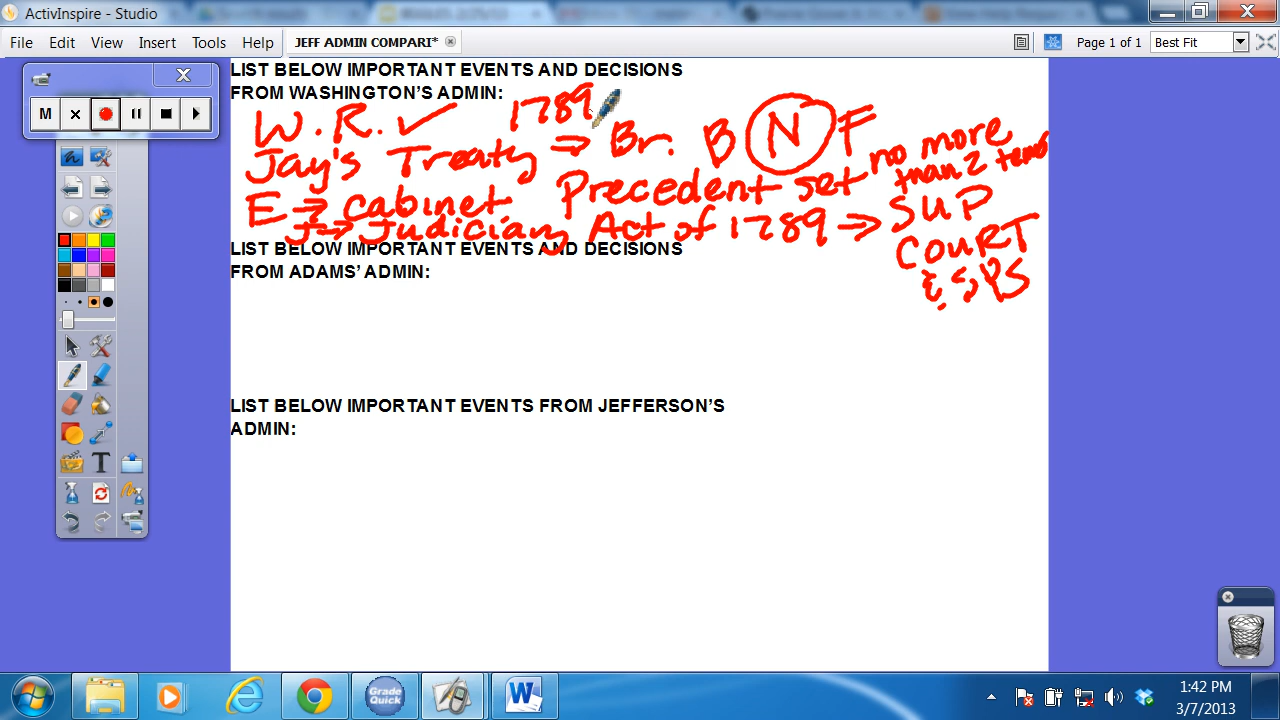 ActivInspire - Studio
File Edit View Insert Tools Help
JEFF ADMIN COMPARI*
Page 1 of 1
Best Fit
M
LIST BELOW IMPORTANT EVENTS AND DECISIONS
FROM WASHINGTON'S ADMIN:
W.R. ✓ 1789
Jay's Treaty ⇒ Br. B N F
E → cabinet. Precedent set no more
than 2 terms
J → Judiciary Act of 1789 ⇒ SUP
COURT
LIST BELOW IMPORTANT EVENTS AND DECISIONS
FROM ADAMS' ADMIN:
LIST BELOW IMPORTANT EVENTS FROM JEFFERSON'S
ADMIN:
T
Grade
Quick
W
1:42 PM
3/7/2013